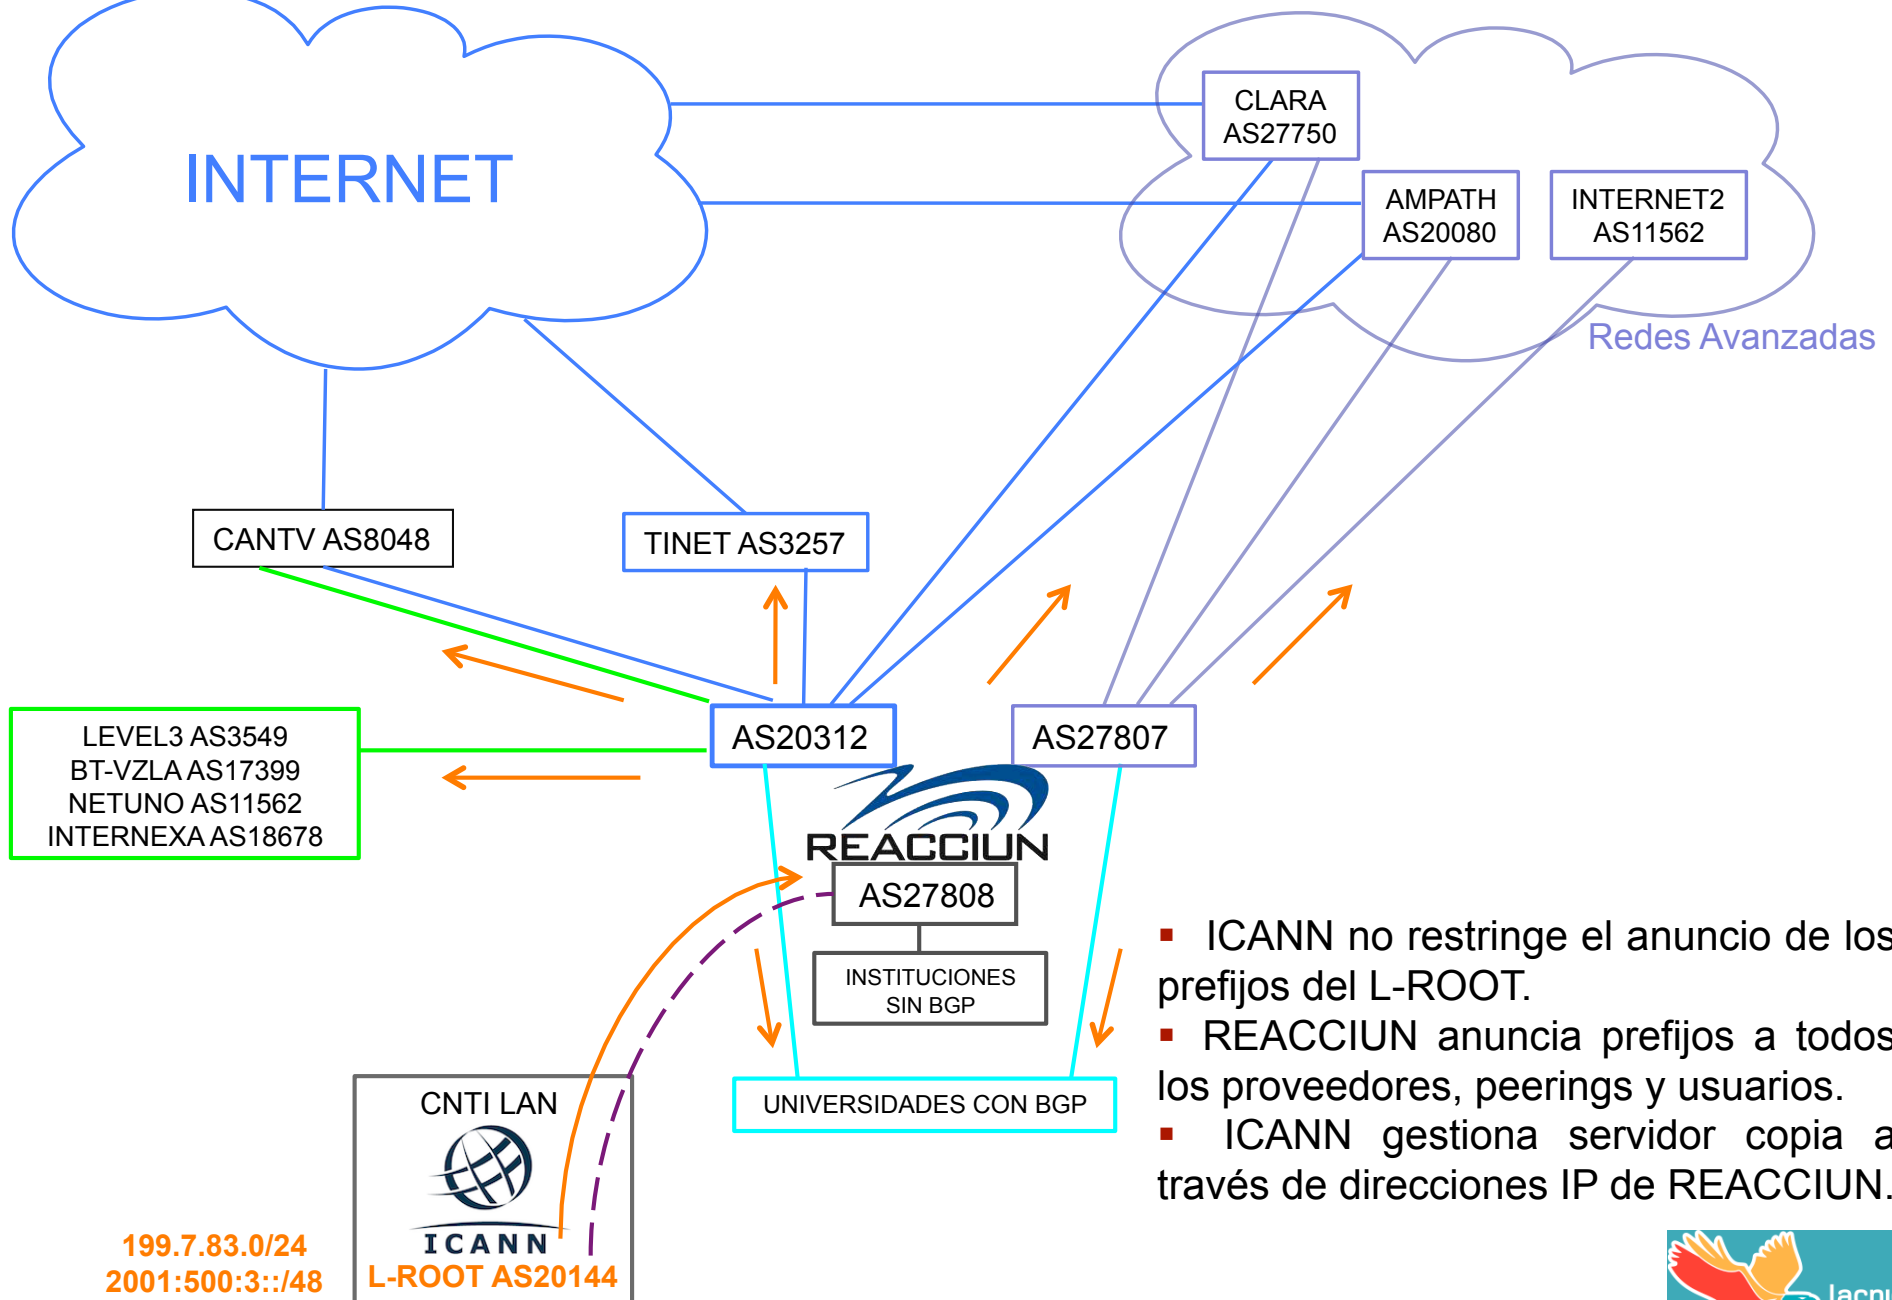 INTERNET
CLARA
AS27750
AMPATH
AS20080
INTERNET2
AS11562
Redes Avanzadas
CANTV AS8048
TINET AS3257
LEVEL3 AS3549
BT-VZLA AS17399
NETUNO AS11562
INTERNEXA AS18678
AS20312
AS27807
REACCIUN
AS27808
INSTITUCIONES
SIN BGP
UNIVERSIDADES CON BGP
▪ ICANN no restringe el anuncio de los
prefijos del L-ROOT.
▪ REACCIUN anuncia prefijos a todos
los proveedores, peerings y usuarios.
▪ ICANN gestiona servidor copia a
través de direcciones IP de REACCIUN.
CNTI LAN
ICANN
L-ROOT AS20144
199.7.83.0/24
2001:500:3::/48